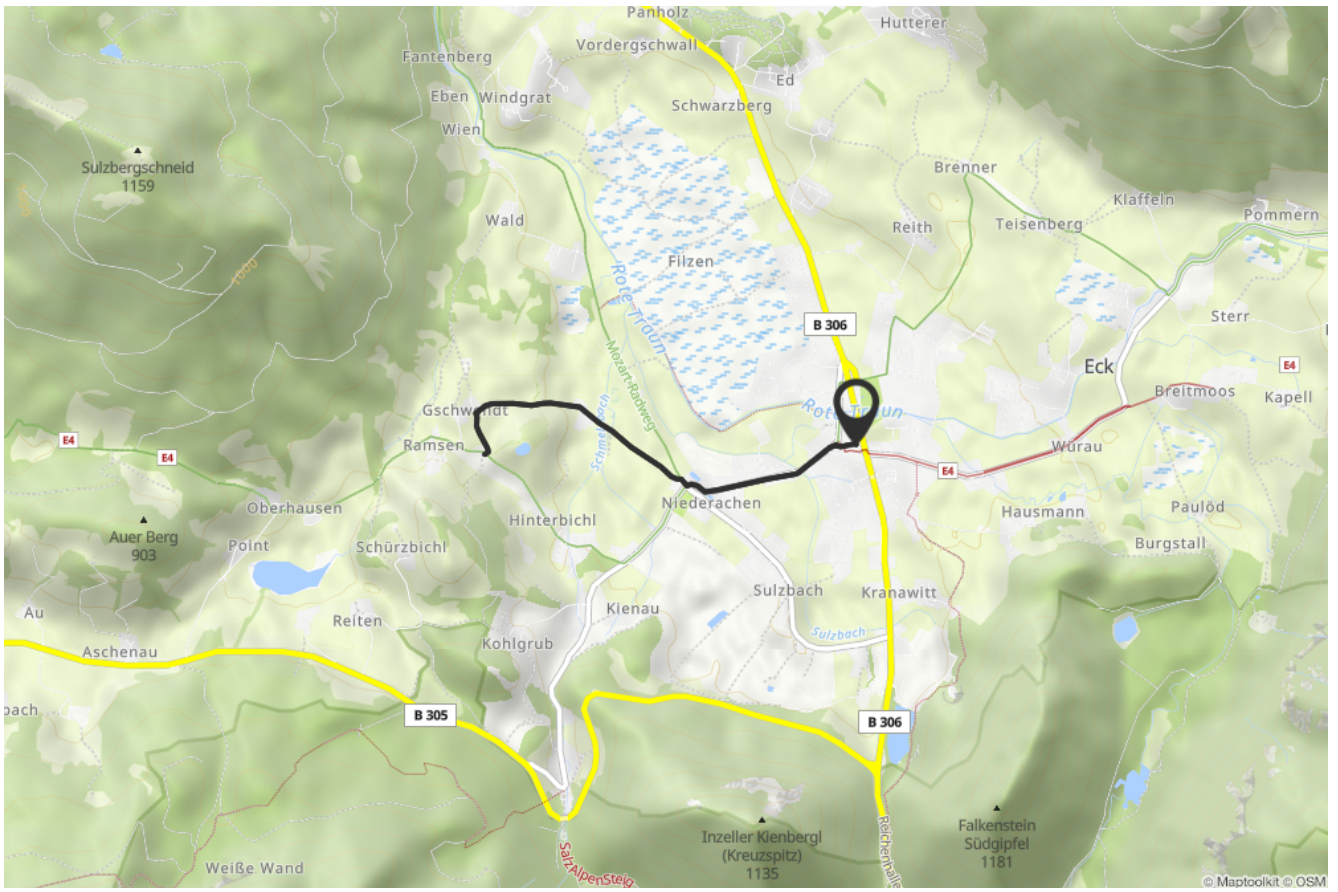 Panholz
Hutterer
Vordergschwall
Fantenberg
Ed
Eben
Windgrat
Schwarzberg
Wien
Sulzbergschneid
1159
Brenner
Klaffeln
Pommern
Wald
Reith
Teisenberg
Filzen
1000
Rote Traun
B 306
Sterr
Mozart-Radweg
Eck
E4
Breitmoos
Kapell
Gschwendt
Rote Traun
Schmelzbach
Ramsen
E4
E4
Würau
E4
Oberhausen
Niederachen
Hausmann
Paulöd
Hinterbichl
Auer Berg
903
Point
Schürzbichl
Burgstall
Sulzbach
Kranawitt
Au
Reiten
Kienau
Sulzbach
Kohlgrub
Aschenau
bach
B 305
B 306
Falkenstein
Südgipfel
1181
Inzeller Kienbergl
(Kreuzspitz)
1135
Reichenhalle
Weiße Wand
SalzAlpenSteig
© Maptoolkit © OSM